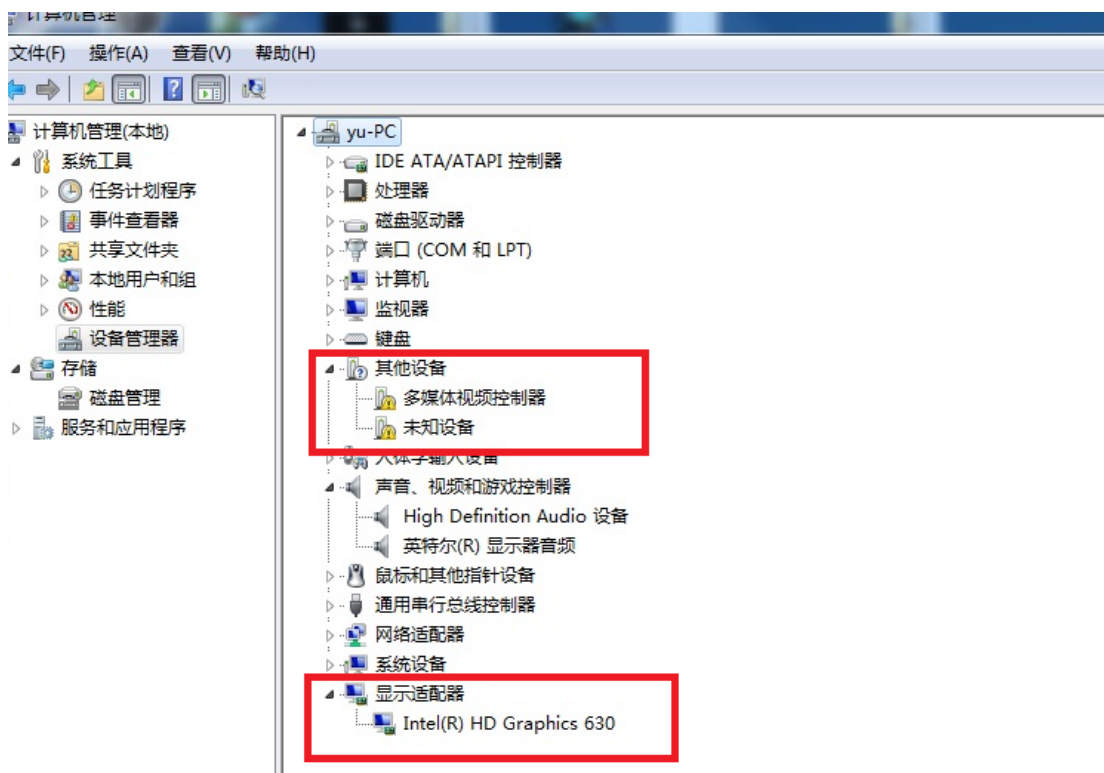 计算机管理
文件(F) 操作(A) 查看(V) 帮助(H)
计算机管理(本地)
系统工具
任务计划程序
事件查看器
共享文件夹
本地用户和组
性能
设备管理器
存储
磁盘管理
服务和应用程序
yu-PC
IDE ATA/ATAPI 控制器
处理器
磁盘驱动器
端口 (COM 和 LPT)
计算机
监视器
键盘
其他设备
多媒体视频控制器
未知设备
人体学输入设备
声音、视频和游戏控制器
High Definition Audio 设备
英特尔(R) 显示器音频
鼠标和其他指针设备
通用串行总线控制器
网络适配器
系统设备
显示适配器
Intel(R) HD Graphics 630